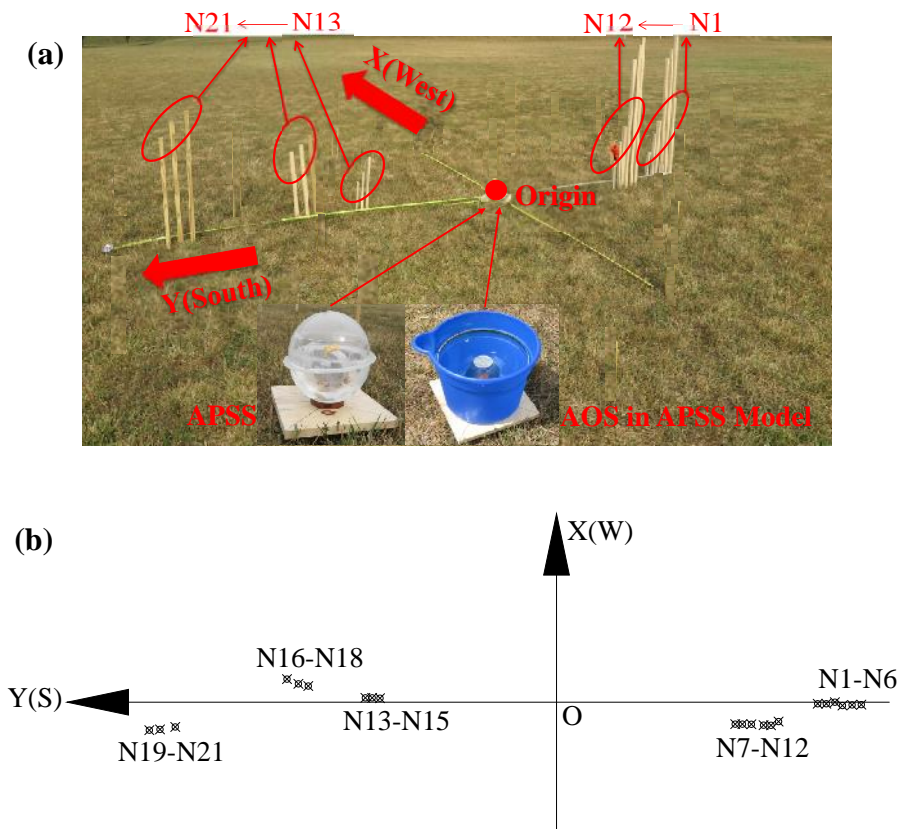 N21 N13 N12 N1
(a)
X(West)
Origin
Y(South)
APSS AOS in APSS Model
(b)
X(W)
N16-N18
N1-N6
Y(S)
N13-N15
O
N19-N21
N7-N12